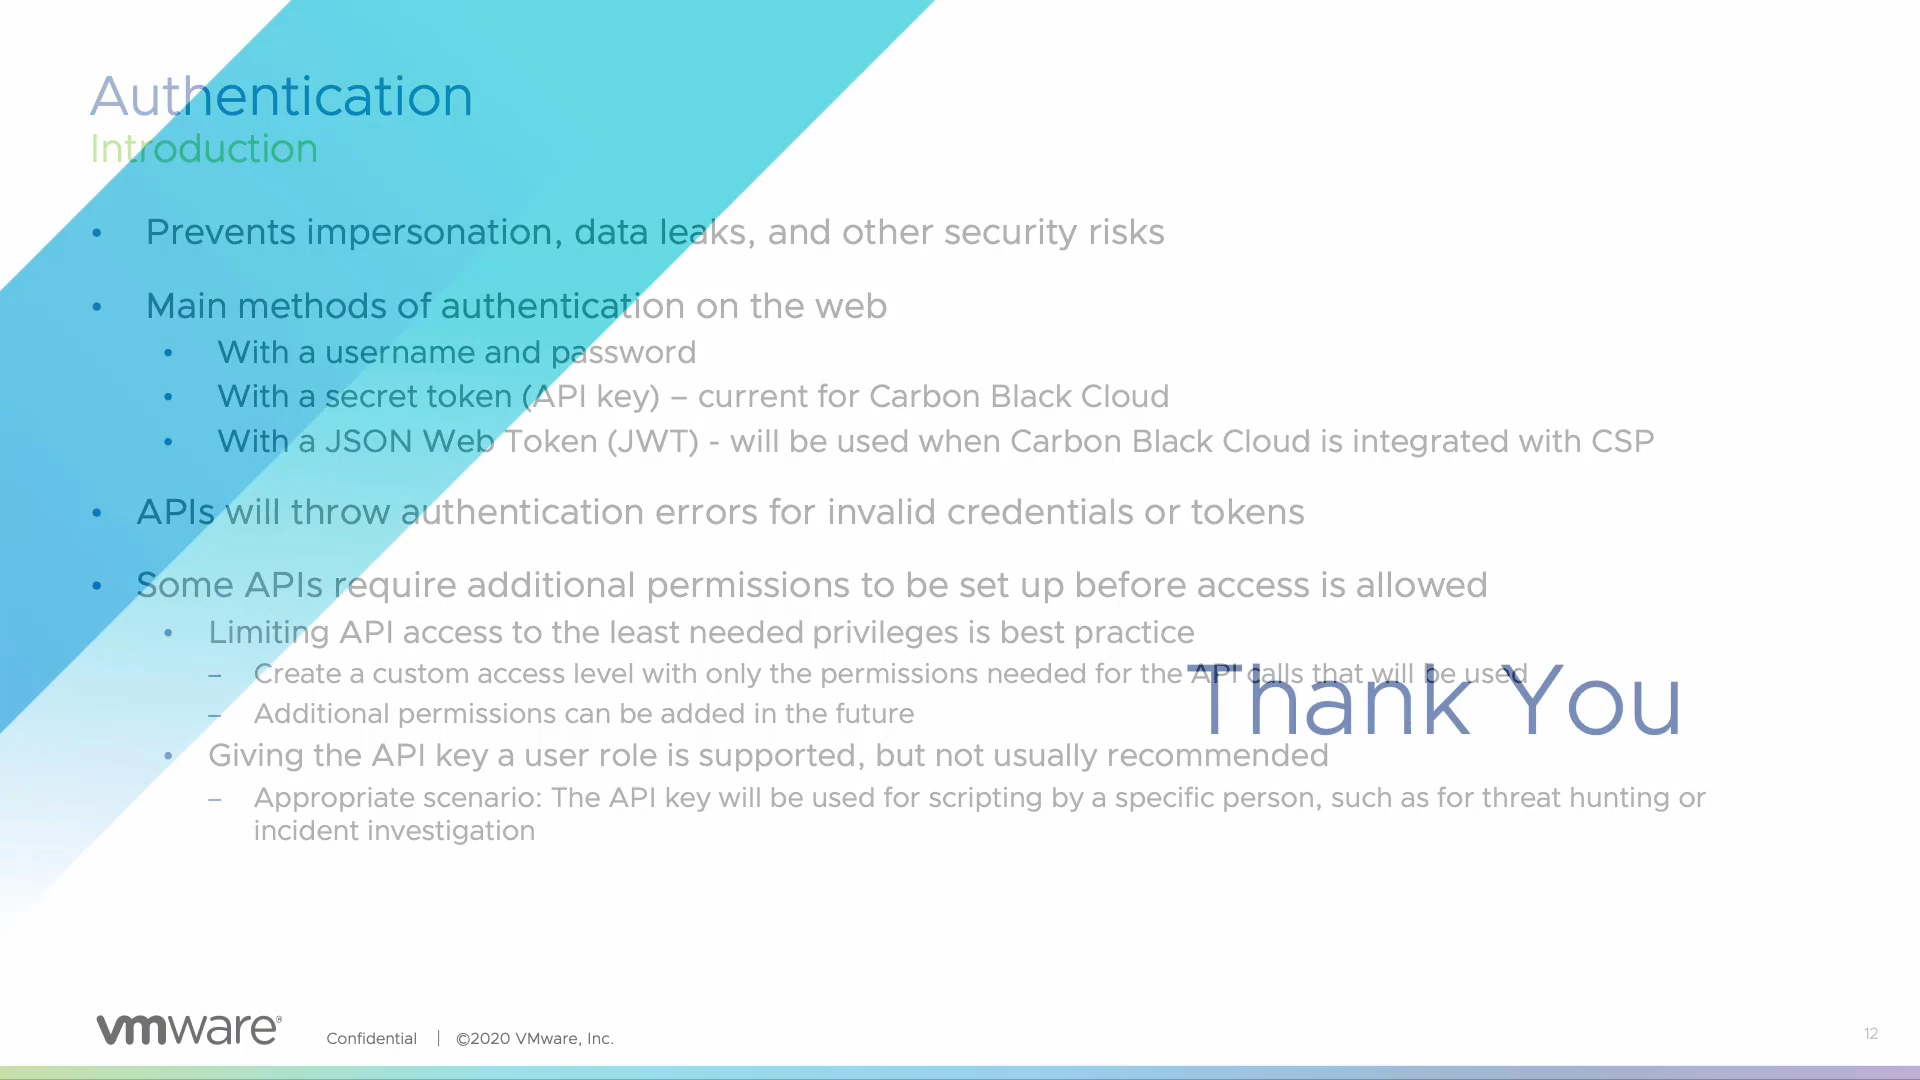 Authentication
Introduction
• Prevents impersonation, data leaks, and other security risks
• Main methods of authentication on the web
• With a username and password
• With a secret token (API key) – current for Carbon Black Cloud
• With a JSON Web Token (JWT) - will be used when Carbon Black Cloud is integrated with CSP
• APIs will throw authentication errors for invalid credentials or tokens
• Some APIs require additional permissions to be set up before access is allowed
• Limiting API access to the least needed privileges is best practice
– Create a custom access level with only the permissions needed for the API calls that will be used
– Additional permissions can be added in the future
Thank You
• Giving the API key a user role is supported, but not usually recommended
– Appropriate scenario: The API key will be used for scripting by a specific person, such as for threat hunting or
incident investigation
vmware® Confidential | ©2020 VMware, Inc. 12